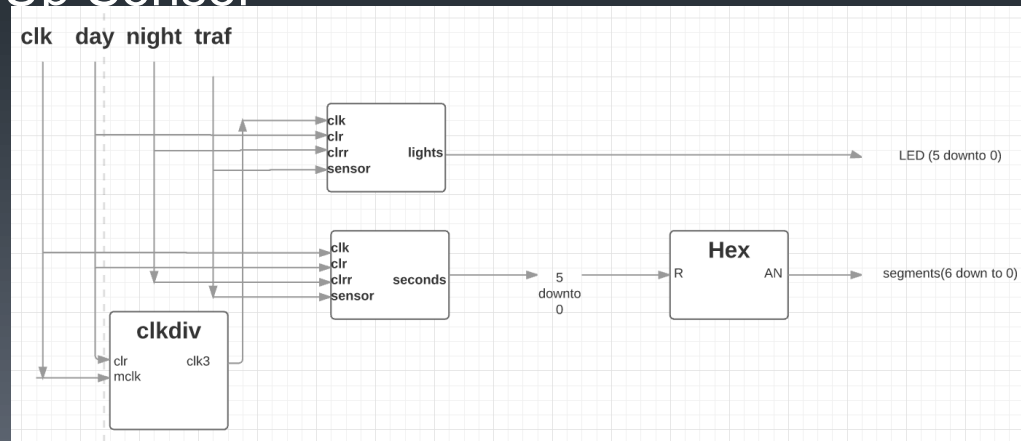 clk day night traf
clk
clr
clrr
sensor
lights
LED (5 downto 0)
clk
clr
clrr
sensor
seconds
5
downto
0
Hex
R
AN
segments(6 down to 0)
clkdiv
clr
mclk
clk3